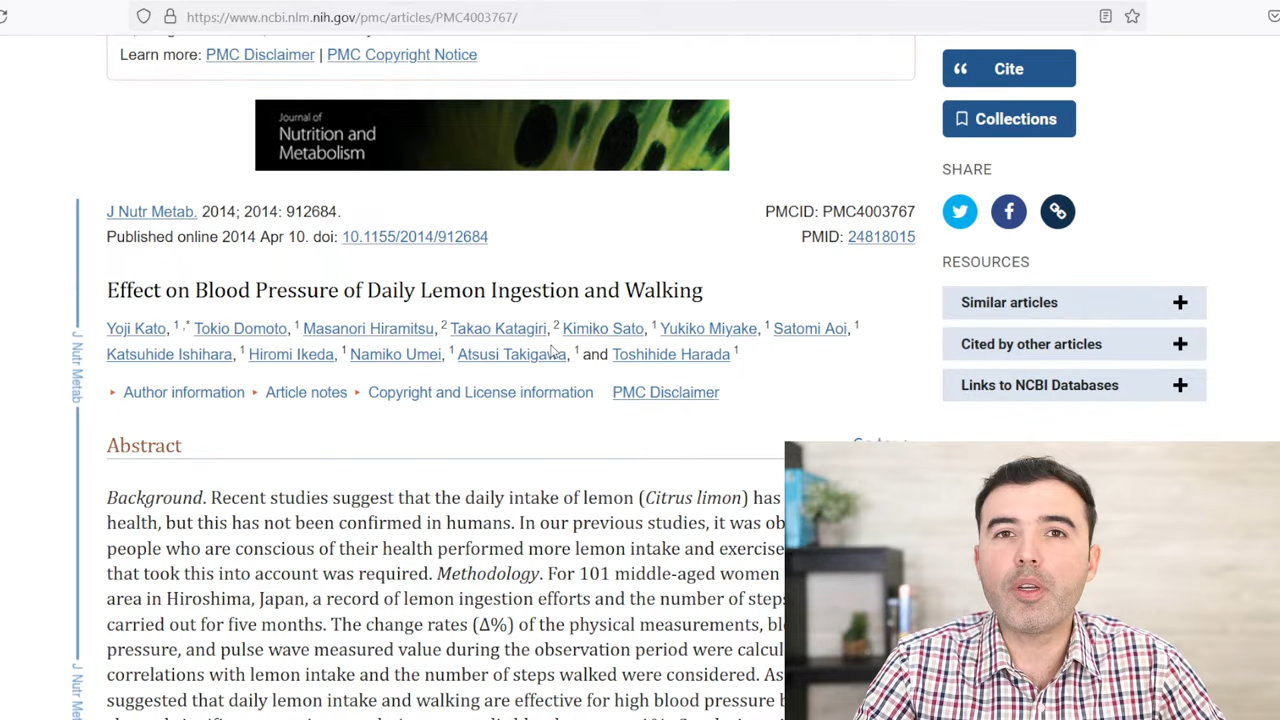 https://www.ncbi.nlm.nih.gov/pmc/articles/PMC4003767/
Learn more: PMC Disclaimer | PMC Copyright Notice
Journal of
Nutrition and
Metabolism
J Nutr Metab. 2014; 2014: 912684.
PMCID: PMC4003767
Published online 2014 Apr 10. doi: 10.1155/2014/912684
PMID: 24818015
Effect on Blood Pressure of Daily Lemon Ingestion and Walking
Yoji Kato, 1 ,* Tokio Domoto, 1 Masanori Hiramitsu, 2 Takao Katagiri, 2 Kimiko Sato, 1 Yukiko Miyake, 1 Satomi Aoi, 1
Katsuhide Ishihara, 1 Hiromi Ikeda, 1 Namiko Umei, 1 Atsusi Takigawa, 1 and Toshihide Harada 1
▸ Author information ▸ Article notes ▸ Copyright and License information PMC Disclaimer
Abstract
Background. Recent studies suggest that the daily intake of lemon (Citrus limon) has
health, but this has not been confirmed in humans. In our previous studies, it was ob
people who are conscious of their health performed more lemon intake and exercise
that took this into account was required. Methodology. For 101 middle-aged women
area in Hiroshima, Japan, a record of lemon ingestion efforts and the number of steps
carried out for five months. The change rates (Δ%) of the physical measurements, bl
pressure, and pulse wave measured value during the observation period were calcul
correlations with lemon intake and the number of steps walked were considered. As
suggested that daily lemon intake and walking are effective for high blood pressure
J Nutr Metab
J Nutr M
Cite
Collections
SHARE
RESOURCES
Similar articles +
Cited by other articles +
Links to NCBI Databases +